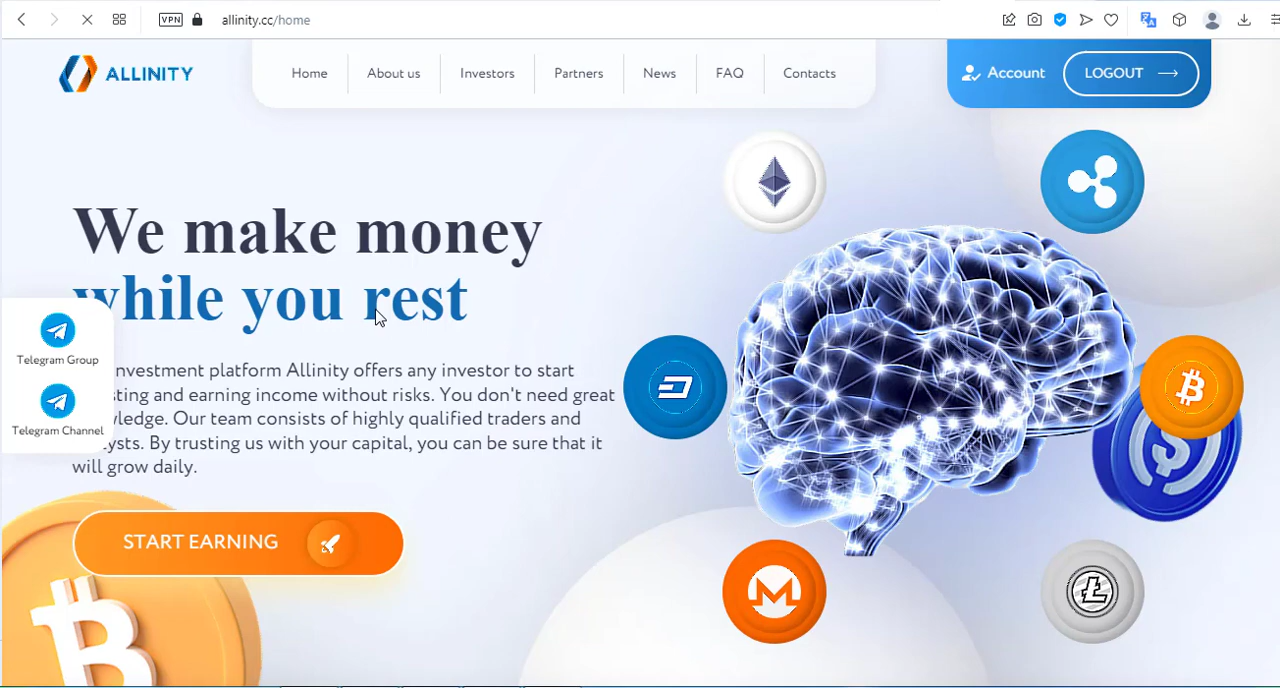 VPN allinity.cc/home
ALLINITY
Home About us Investors Partners News FAQ Contacts
Account LOGOUT
We make money
while you rest
Telegram Group
Telegram Channel
investment platform Allinity offers any investor to start
and earning income without risks. You don't need great
Our team consists of highly qualified traders and
By trusting us with your capital, you can be sure that it
will grow daily.
START EARNING